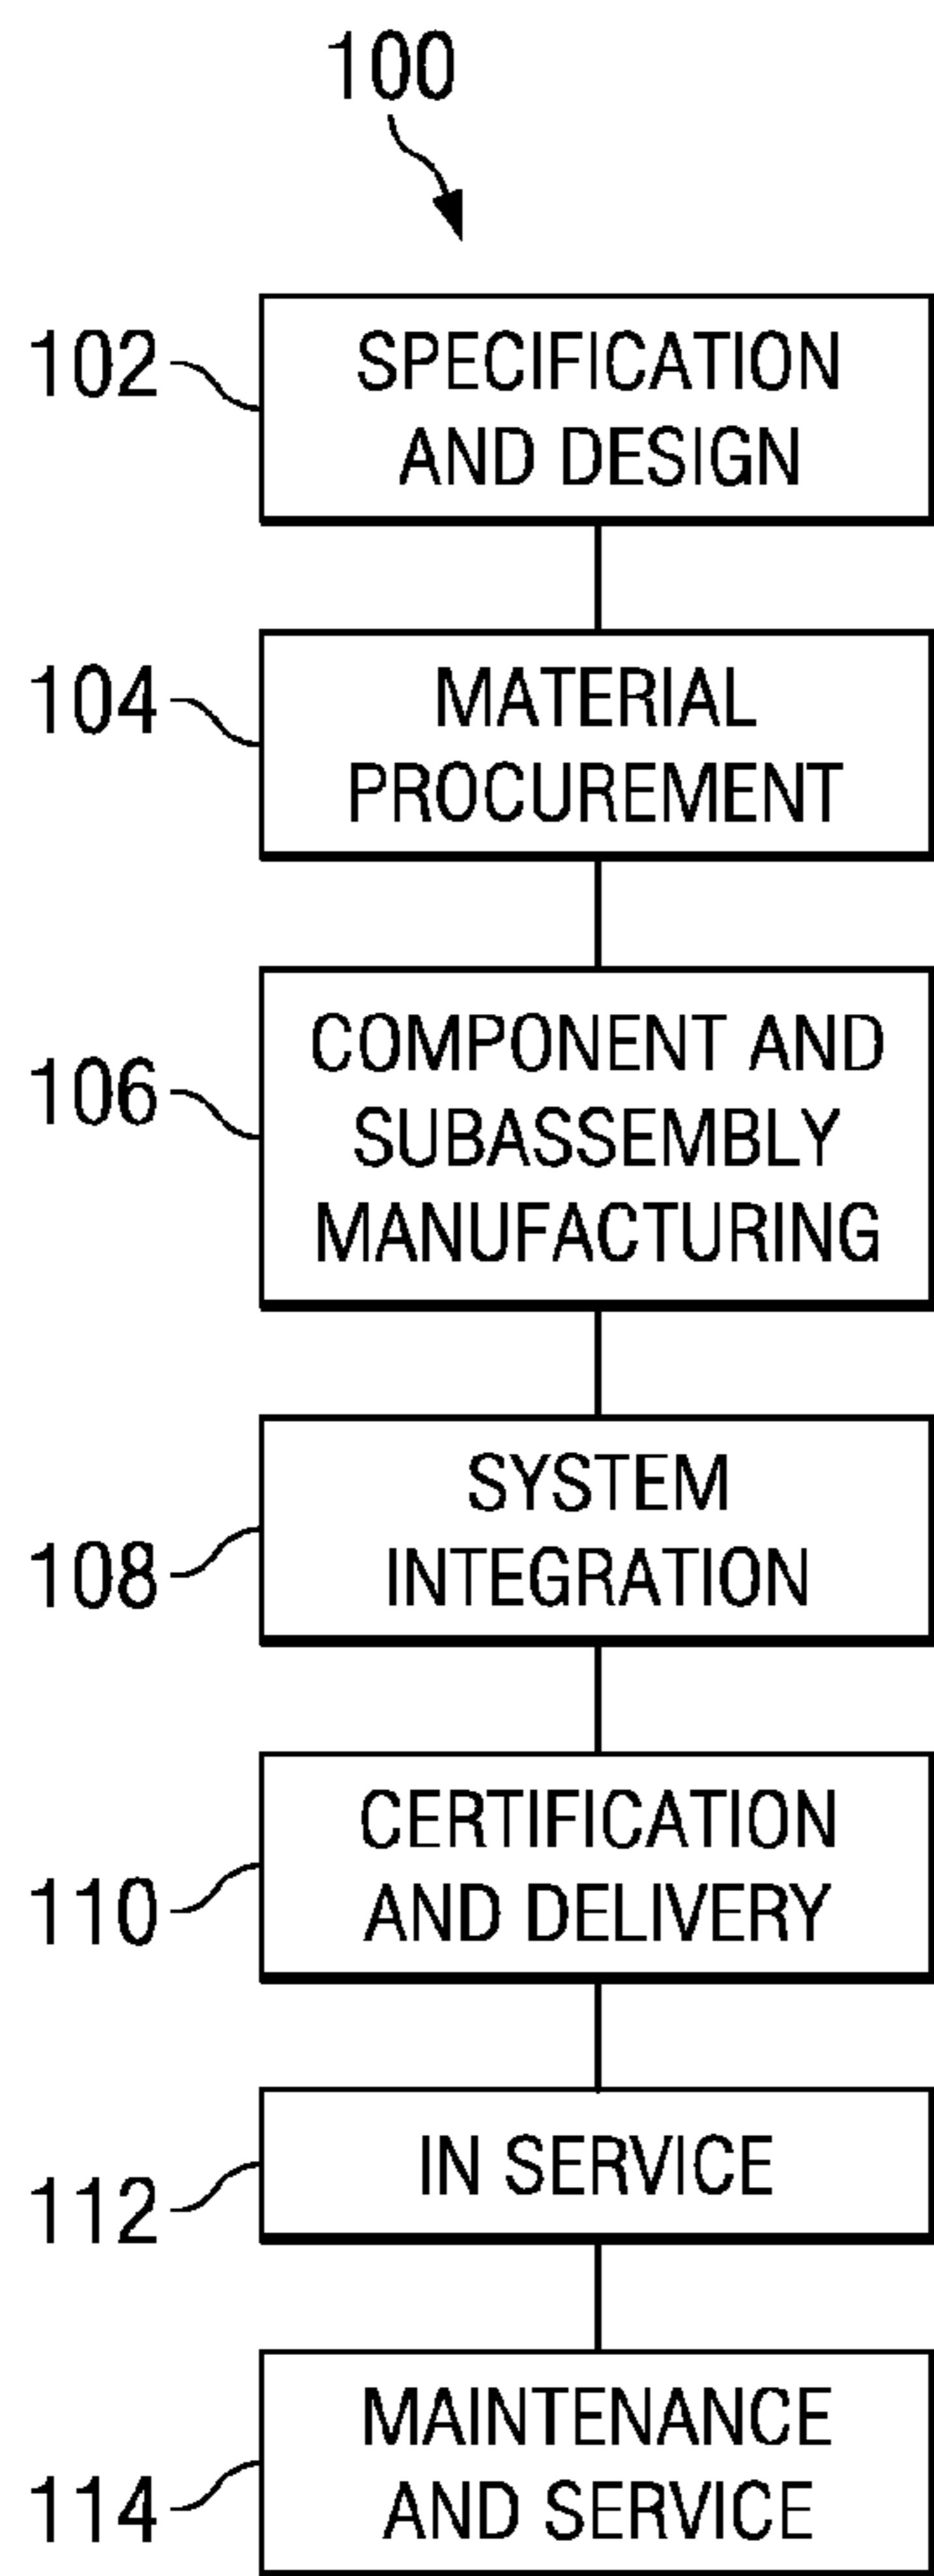 100
102
SPECIFICATION
AND DESIGN
104
MATERIAL
PROCUREMENT
106
COMPONENT AND
SUBASSEMBLY
MANUFACTURING
108
SYSTEM
INTEGRATION
110
CERTIFICATION
AND DELIVERY
112
IN SERVICE
114
MAINTENANCE
AND SERVICE